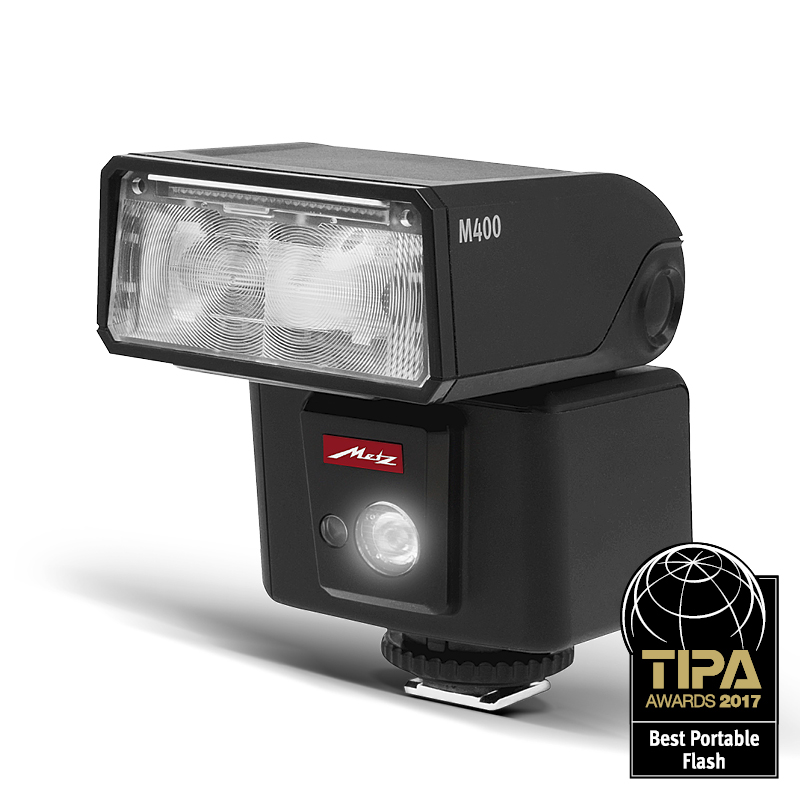 M400
Metz
TIPA
AWARDS 2017
Best Portable
Flash